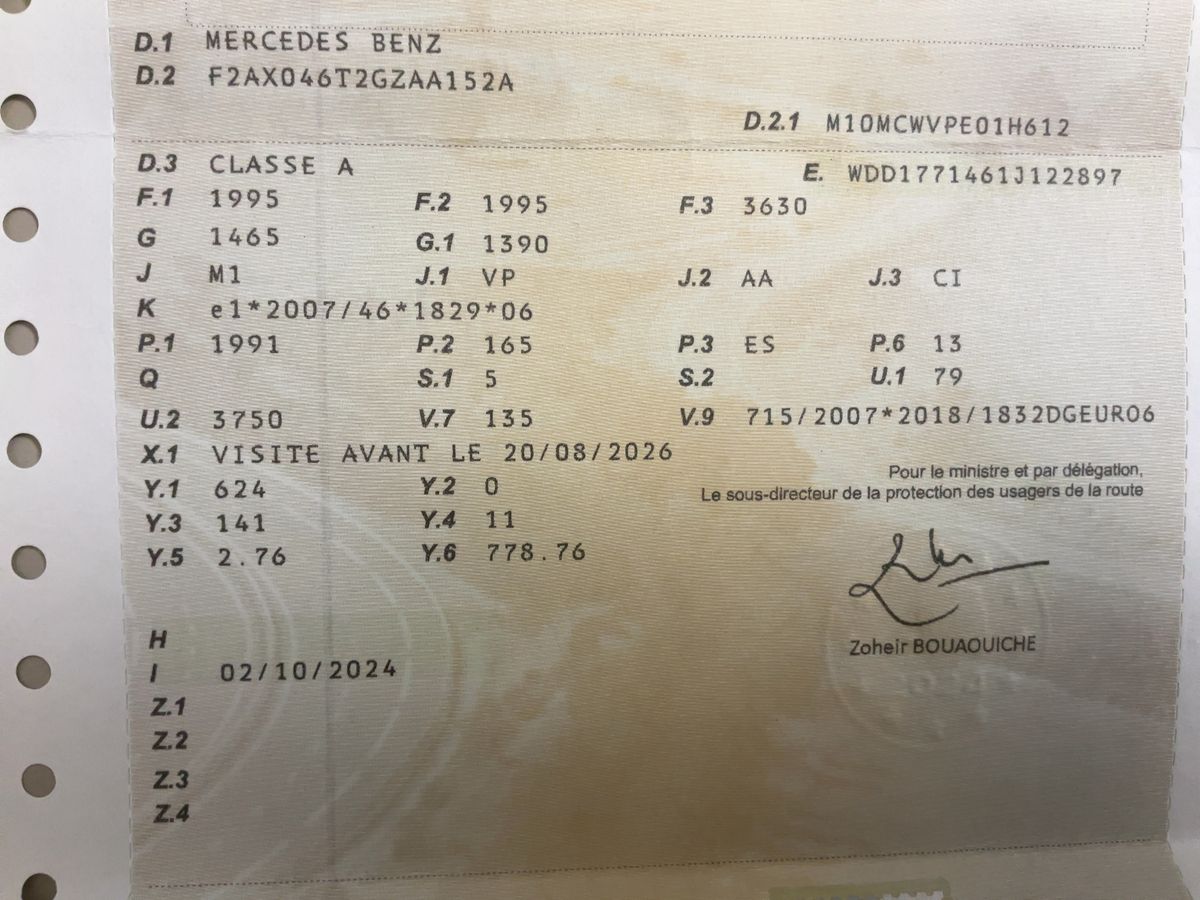 D.1 MERCEDES BENZ
D.2 F2AX046T2GZAA152A
D.2.1 M10MCWVPE01H612
D.3 CLASSE A
E. WDD1771461J122897
F.1 1995 F.2 1995 F.3 3630
G 1465 G.1 1390
J M1 J.1 VP J.2 AA J.3 CI
K e1*2007/46*1829*06
P.1 1991 P.2 165 P.3 ES P.6 13
Q S.1 5 S.2 U.1 79
U.2 3750 V.7 135 V.9 715/2007*2018/1832DGEURO6
X.1 VISITE AVANT LE 20/08/2026
Pour le ministre et par délégation,
Le sous-directeur de la protection des usagers de la route
Y.1 624 Y.2 0
Y.3 141 Y.4 11
Y.5 2.76 Y.6 778.76
Zoheir BOUAOUICHE
H
I 02/10/2024
Z.1
Z.2
Z.3
Z.4